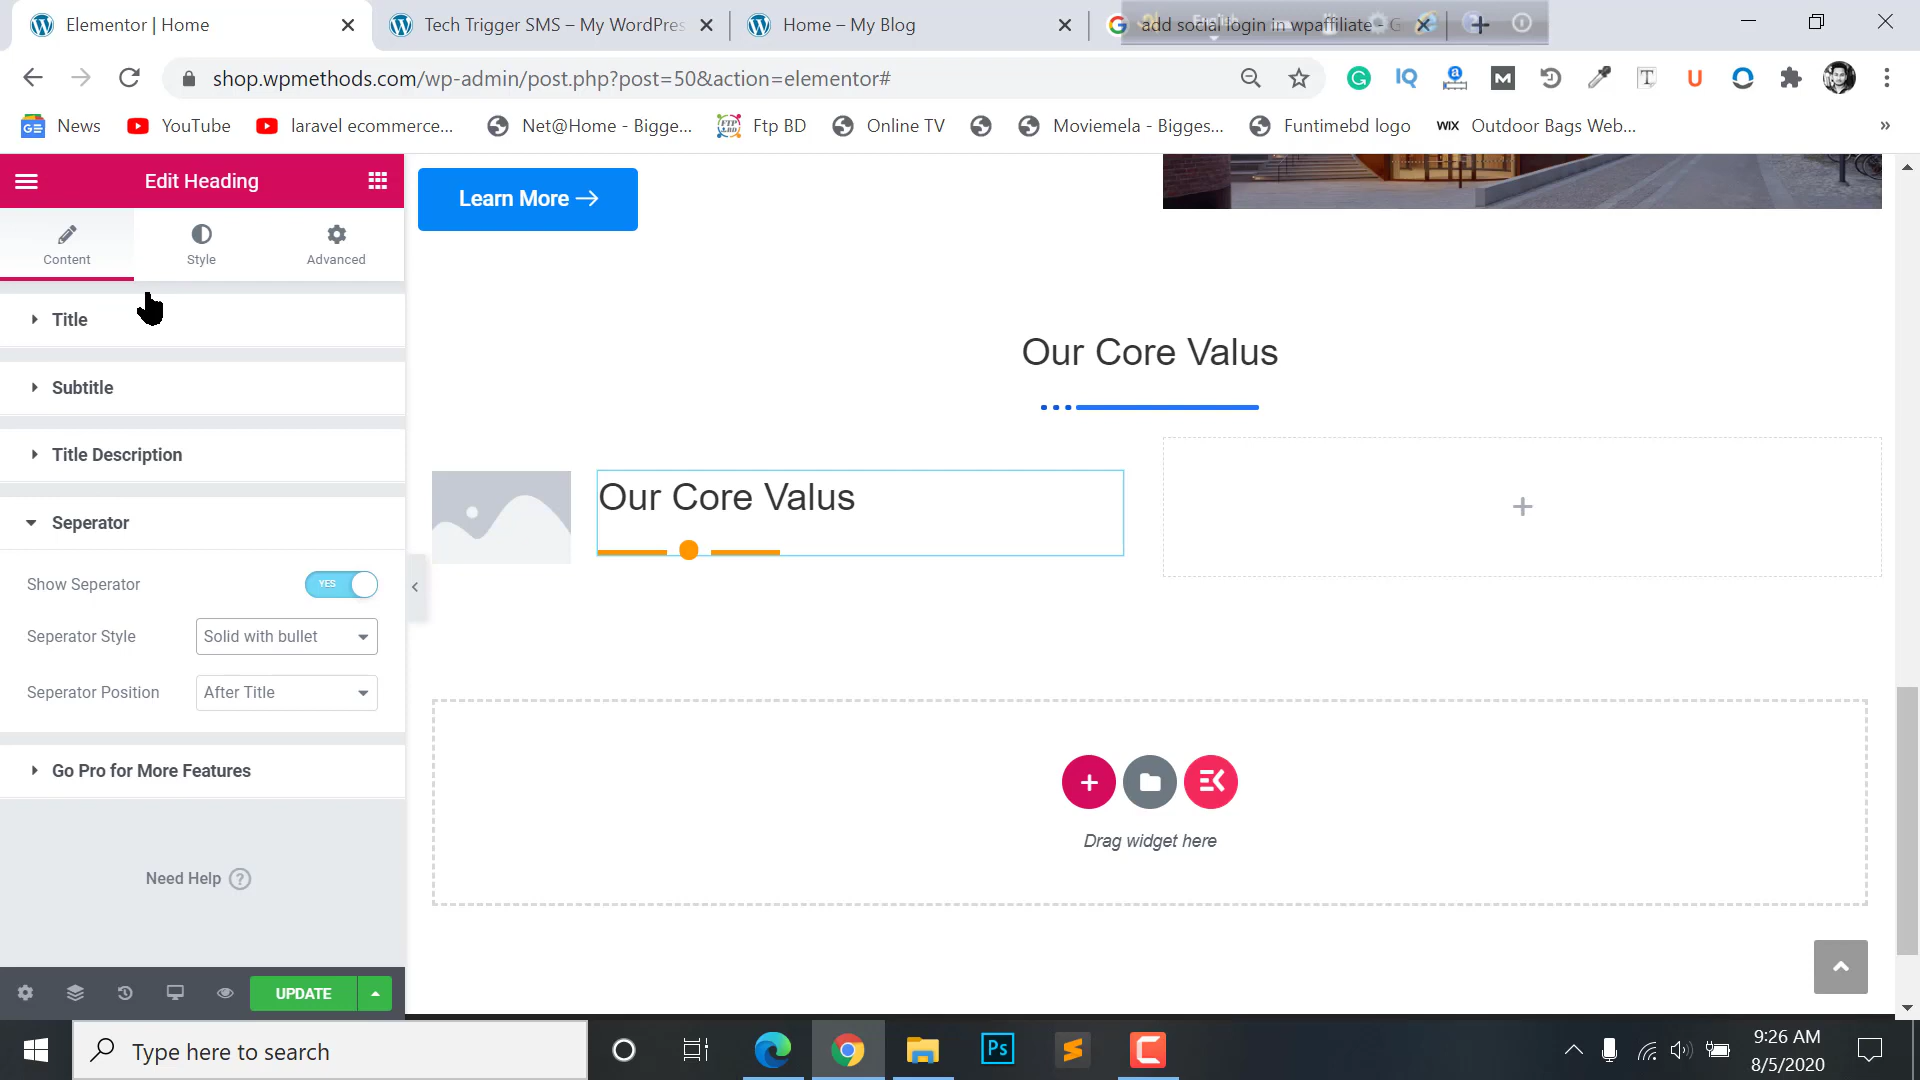 Elementor | Home
Tech Trigger SMS – My WordPres
Home – My Blog
add social login in wpaffiliate - G
shop.wpmethods.com/wp-admin/post.php?post=50&action=elementor#
News
YouTube
laravel ecommerce...
Net@Home - Bigge...
Ftp BD
Online TV
Moviemela - Bigges...
Funtimebd logo
WIX
Outdoor Bags Web...
»
Edit Heading
Content
Style
Advanced
Title
Subtitle
Title Description
Seperator
Show Seperator
YES
Seperator Style
Solid with bullet
Seperator Position
After Title
Go Pro for More Features
Need Help
UPDATE
Learn More
Our Core Valus
Our Core Valus
Drag widget here
Type here to search
Ps
9:26 AM
8/5/2020